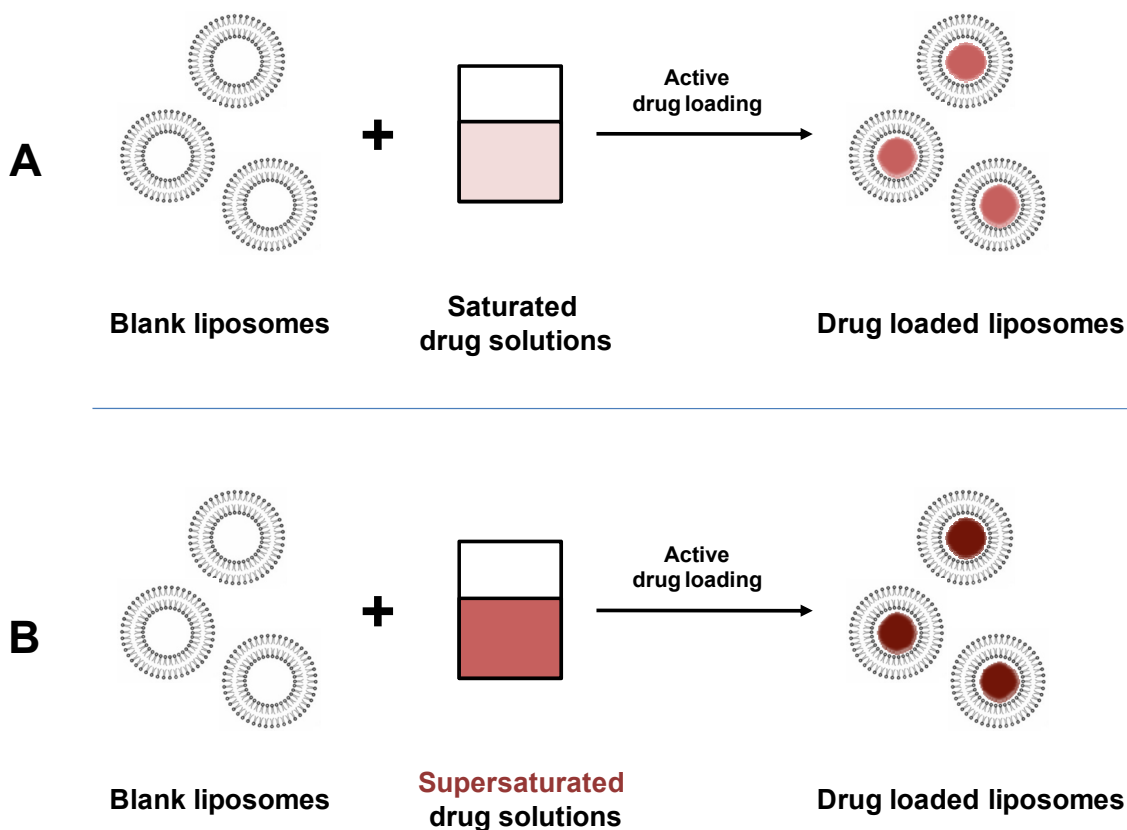 A
+
Active
drug loading
Blank liposomes
Saturated
drug solutions
Drug loaded liposomes
B
+
Active
drug loading
Blank liposomes
Supersaturated
drug solutions
Drug loaded liposomes